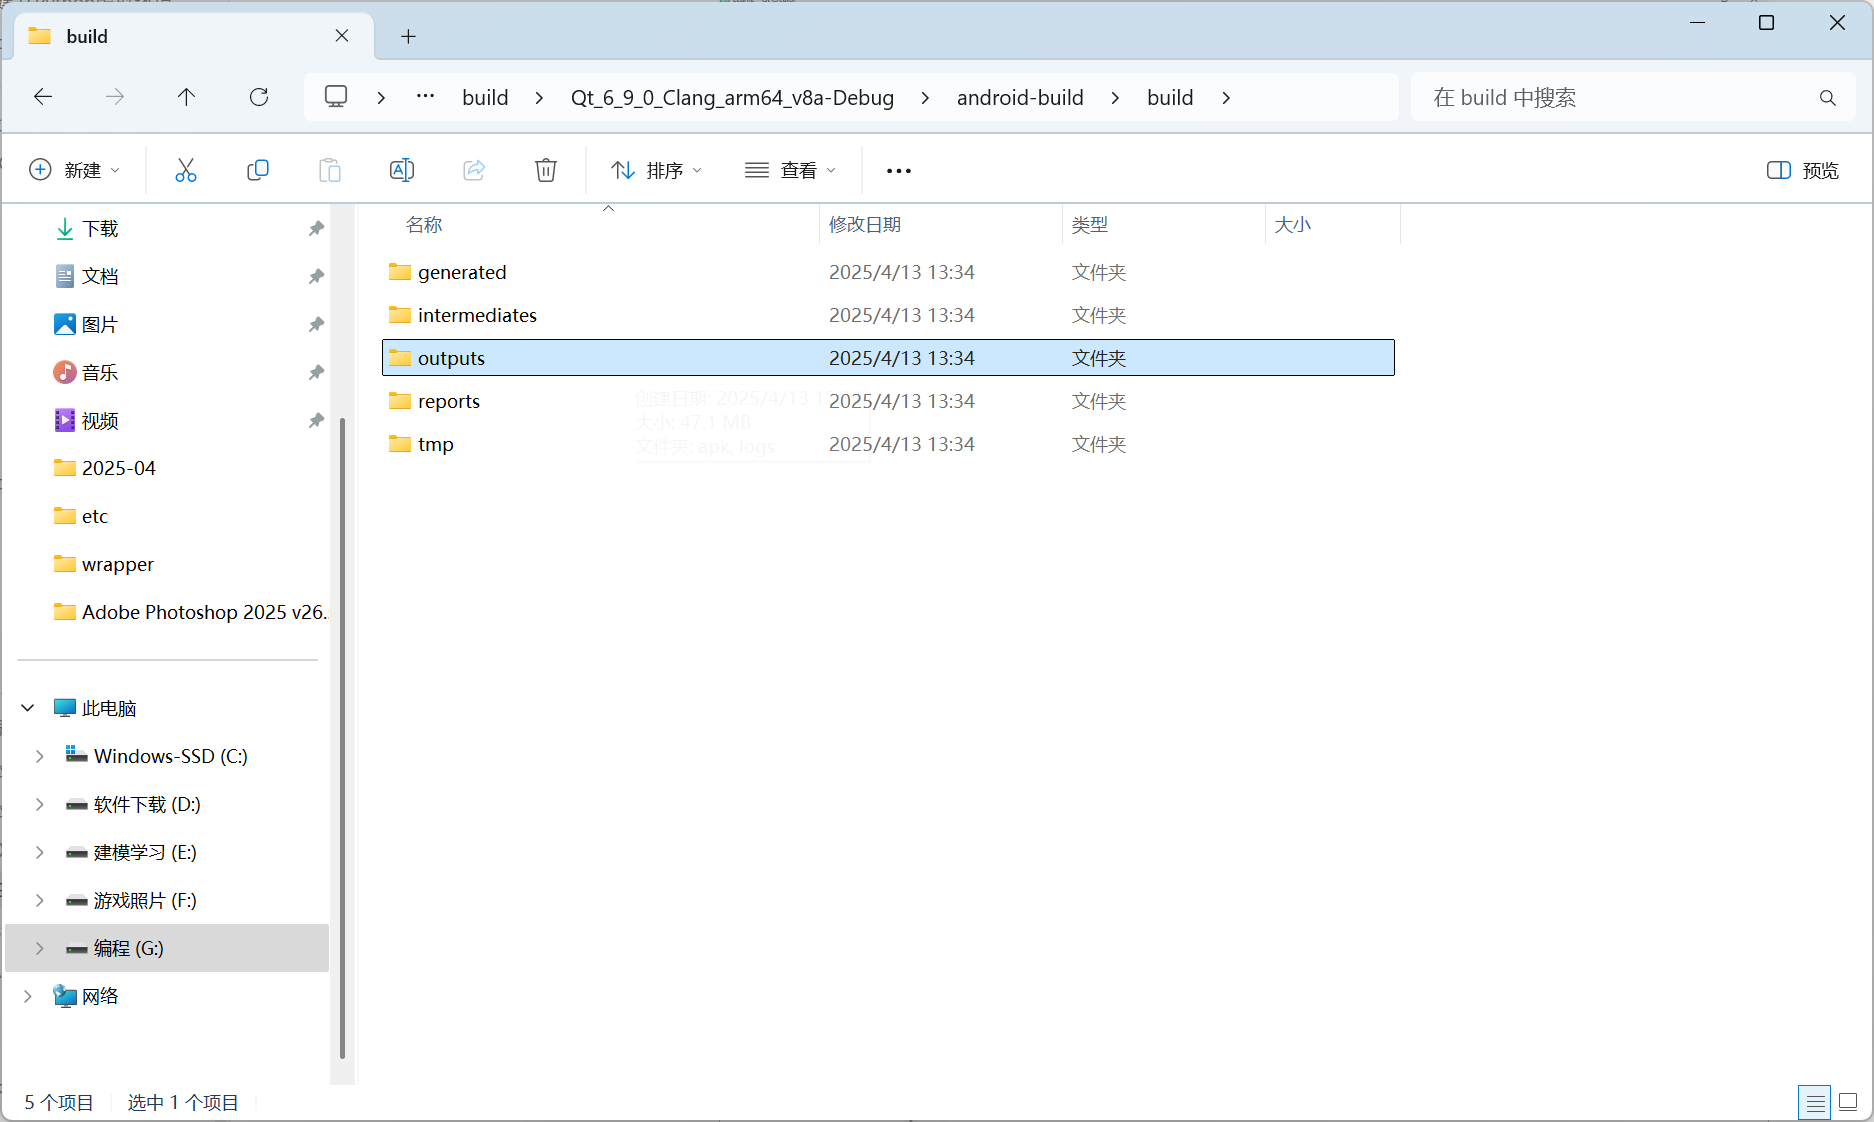 build
build
Qt_6_9_0_Clang_arm64_v8a-Debug
android-build
build
在 build 中搜索
新建
排序
查看
预览
下载
文档
图片
音乐
视频
2025-04
etc
wrapper
Adobe Photoshop 2025 v26.
此电脑
Windows-SSD (C:)
软件下载 (D:)
建模学习 (E:)
游戏照片 (F:)
编程 (G:)
网络
名称 修改日期 类型 大小
generated 2025/4/13 13:34 文件夹
intermediates 2025/4/13 13:34 文件夹
outputs 2025/4/13 13:34 文件夹
reports 2025/4/13 13:34 文件夹
tmp 2025/4/13 13:34 文件夹
创建日期: 2025/4/13
大小: 47.1 MB
文件夹: apk, logs
5 个项目 选中 1 个项目